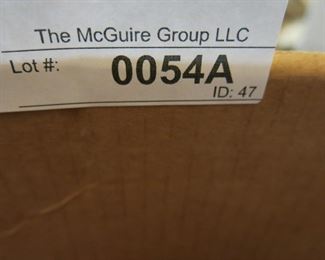 The McGuire Group LLC
Lot #: 0054A
ID: 47